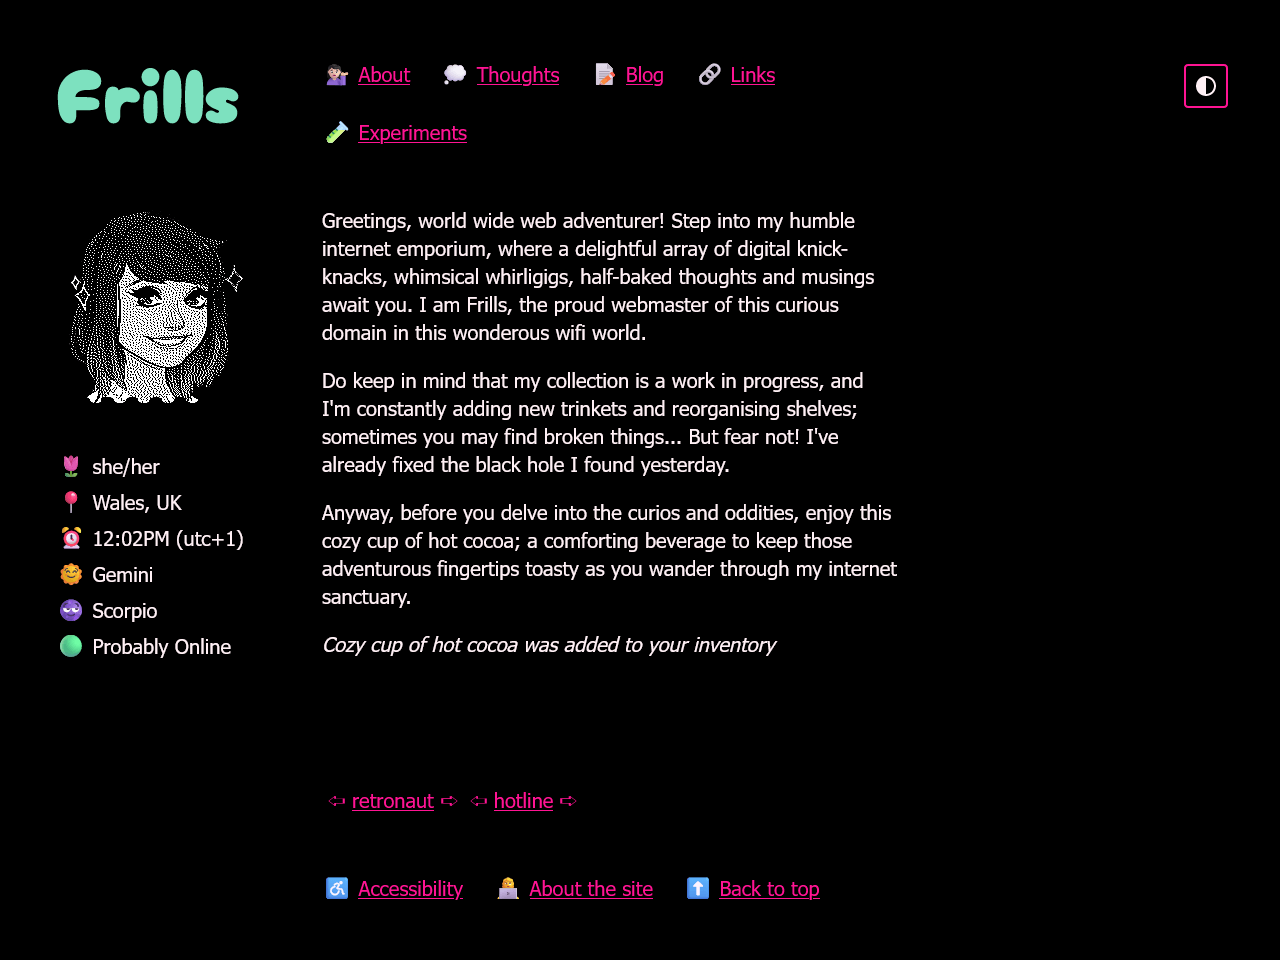 Frills
About
Thoughts
Blog
Links
Experiments
she/her
Wales, UK
12:02PM (utc+1)
Gemini
Scorpio
Probably Online
Greetings, world wide web adventurer! Step into my humble
internet emporium, where a delightful array of digital knick-
knacks, whimsical whirligigs, half-baked thoughts and musings
await you. I am Frills, the proud webmaster of this curious
domain in this wonderous wifi world.
Do keep in mind that my collection is a work in progress, and
I'm constantly adding new trinkets and reorganising shelves;
sometimes you may find broken things... But fear not! I've
already fixed the black hole I found yesterday.
Anyway, before you delve into the curios and oddities, enjoy this
cozy cup of hot cocoa; a comforting beverage to keep those
adventurous fingertips toasty as you wander through my internet
sanctuary.
Cozy cup of hot cocoa was added to your inventory
retronaut
hotline
Accessibility
About the site
Back to top